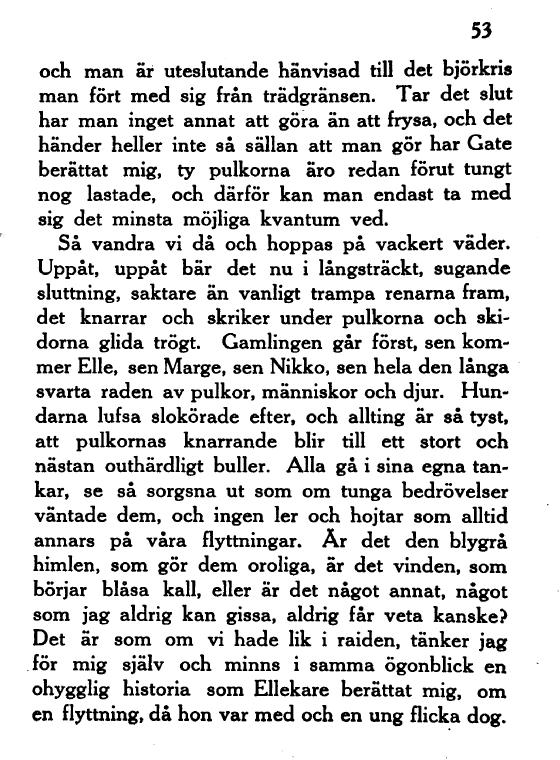 53
och man är uteslutande hänvisad till det björkris
man fört med sig från trädgränsen. Tar det slut
har man inget annat att göra än att frysa, och det
händer heller inte så sällan att man gör har Gate
berättat mig, ty pulkorna äro redan förut tungt
nog lastade, och därför kan man endast ta med
sig det minsta möjliga kvantum ved.
Så vandra vi då och hoppas på vackert väder.
Uppåt, uppåt bär det nu i långsträckt, sugande
sluttning, saktare än vanligt trampa renarna fram,
det knarrar och skriker under pulkorna och ski-
dorna glida trögt. Gamlingen går först, sen kom-
mer Elle, sen Marge, sen Nikko, sen hela den långa
svarta raden av pulkor, människor och djur. Hun-
darna lufsa slokörade efter, och allting är så tyst,
att pulkornas knarrande blir till ett stort och
nästan outhärdligt buller. Alla gå i sina egna tan-
kar, se så sorgsna ut som om tunga bedrövelser
väntade dem, och ingen ler och hojtar som alltid
annars på våra flyttningar. Är det den blygrå
himlen, som gör dem oroliga, är det vinden, som
börjar blåsa kall, eller är det något annat, något
som jag aldrig kan gissa, aldrig får veta kanske?
Det är som om vi hade lik i raiden, tänker jag
för mig själv och minns i samma ögonblick en
ohygglig historia som Ellekare berättat mig, om
en flyttning, då hon var med och en ung flicka dog.